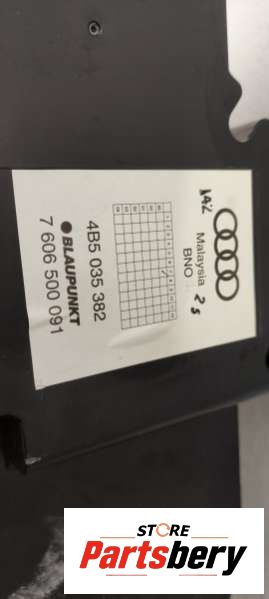 Malaysia
BNO
4B5 035 382
BLAUPUNKT
7 606 500 091
STORE
Partsbery